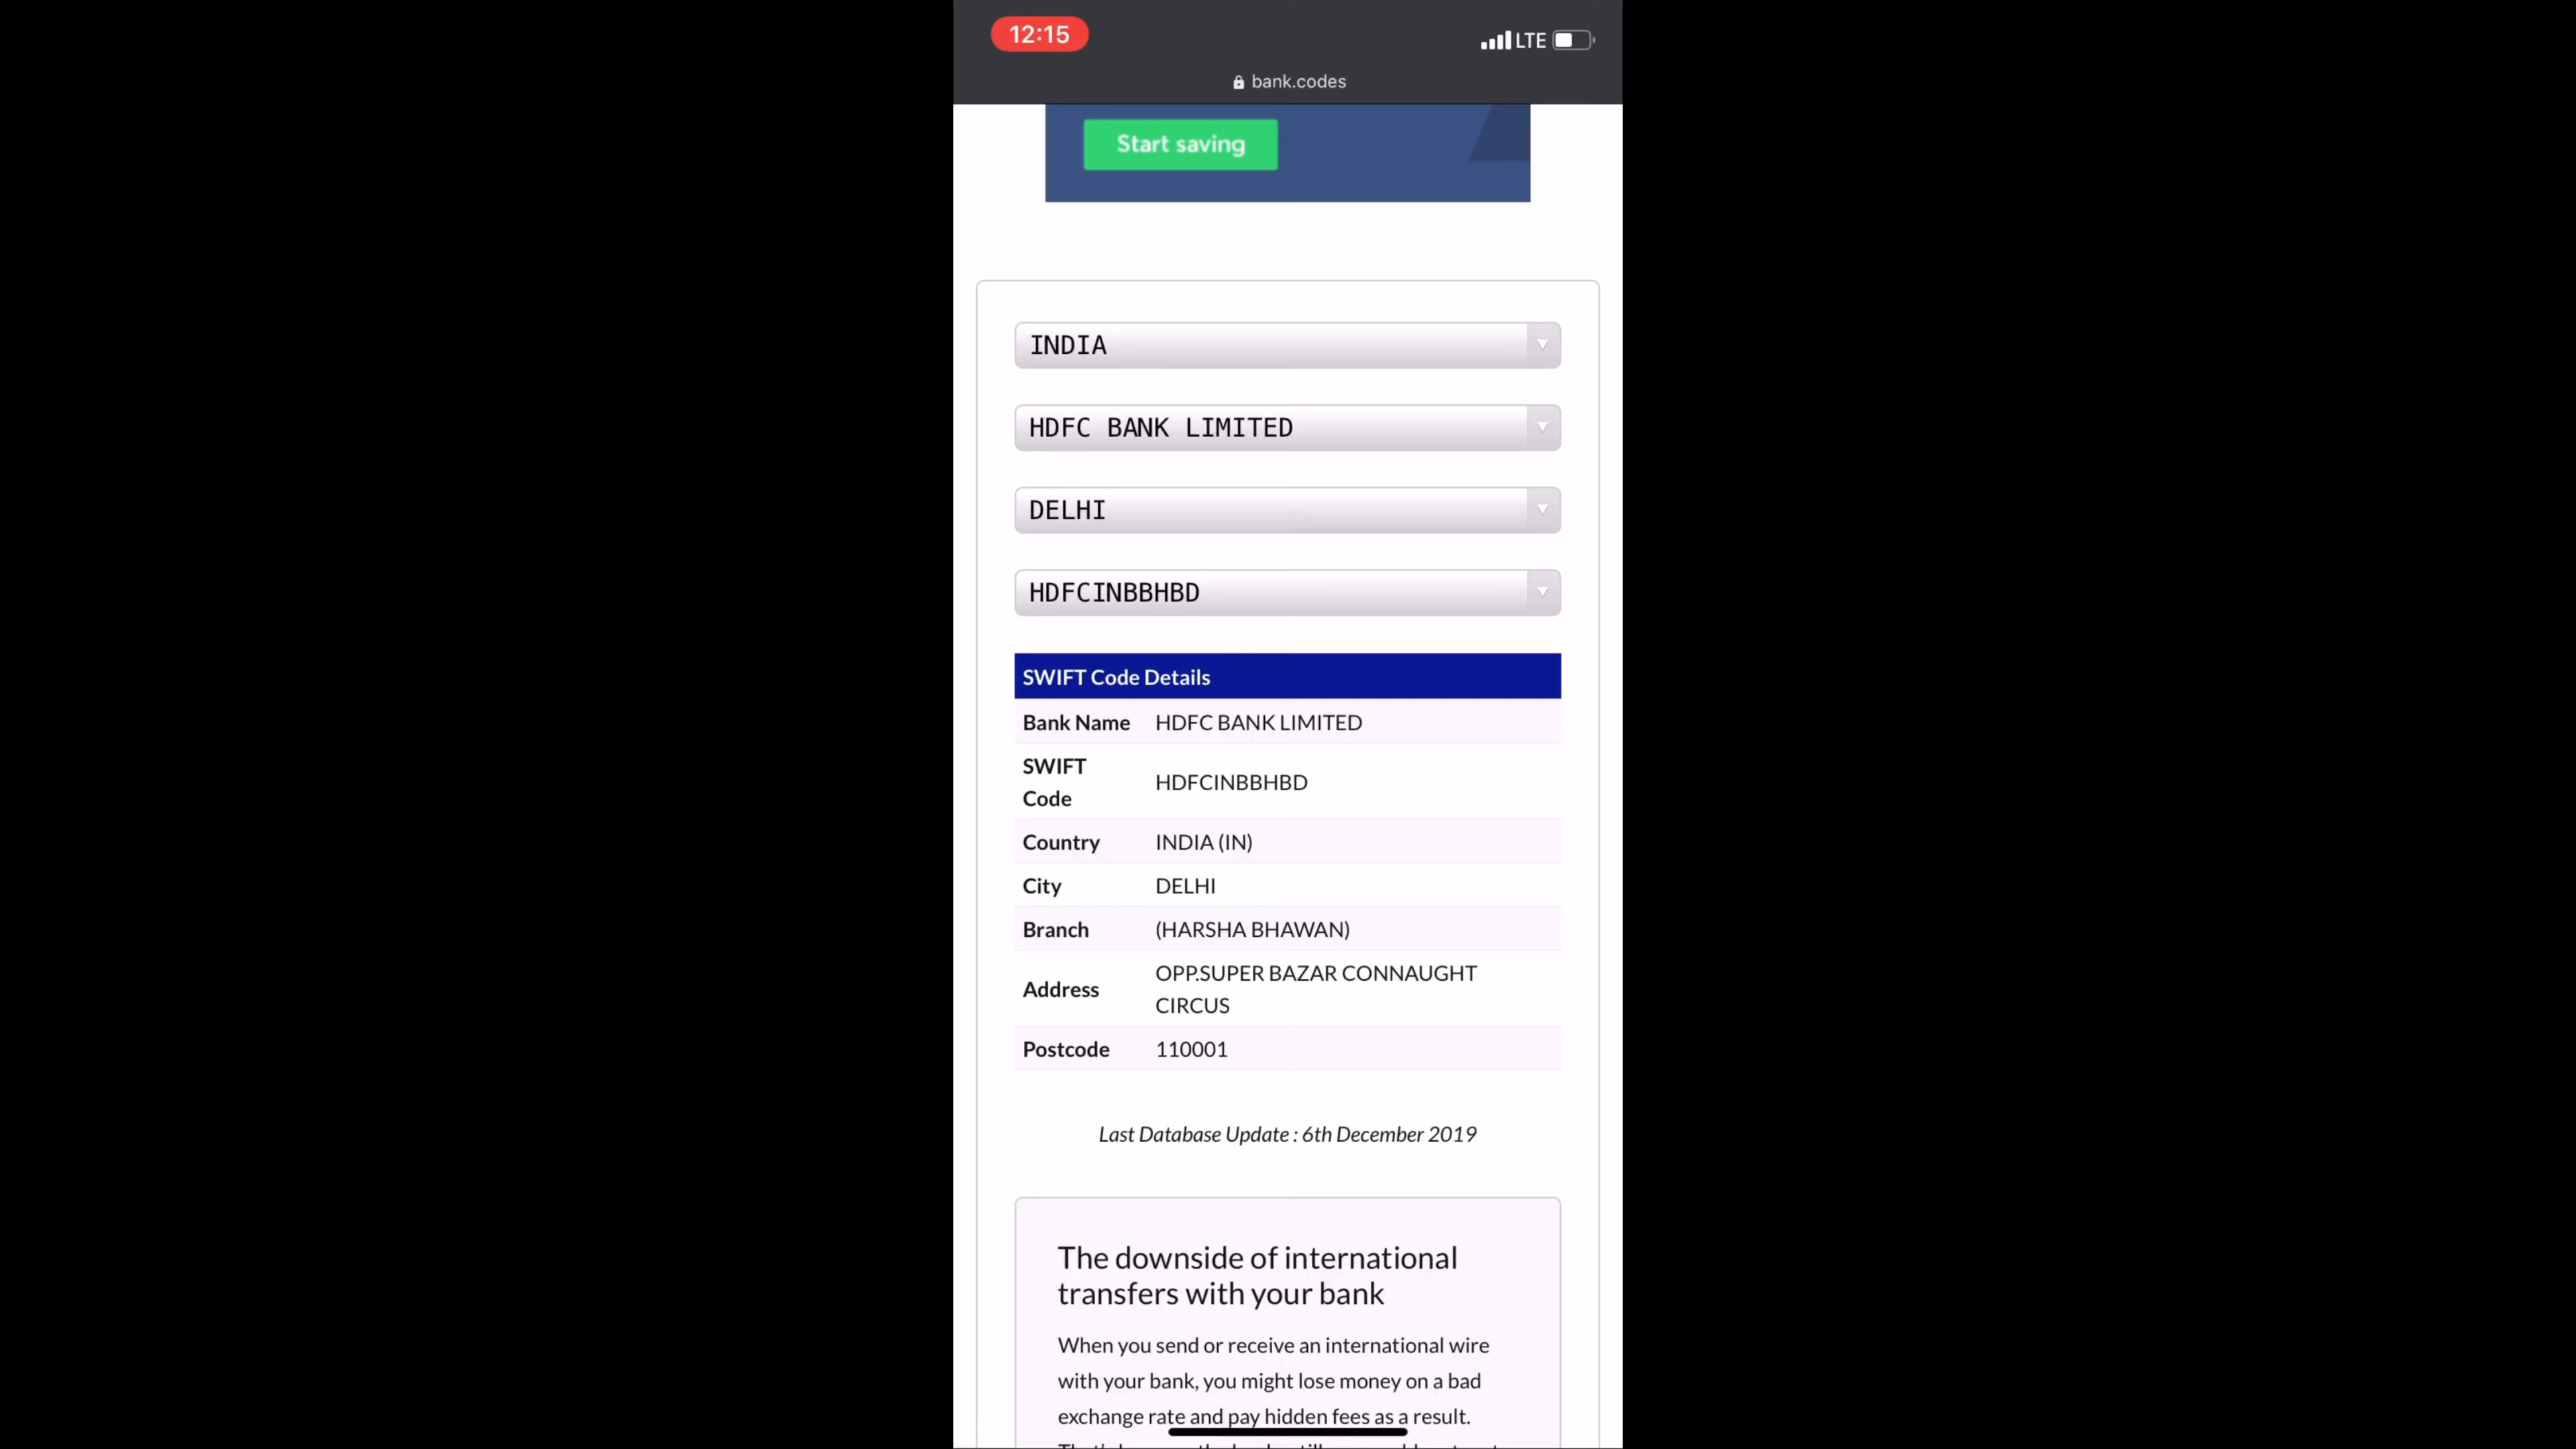 12:15
LTE
bank.codes
Start saving
INDIA
HDFC BANK LIMITED
DELHI
HDFCINBBHBD
SWIFT Code Details
Bank Name HDFC BANK LIMITED
SWIFT
Code HDFCINBBHBD
Country INDIA (IN)
City DELHI
Branch (HARSHA BHAWAN)
Address OPP.SUPER BAZAR CONNAUGHT
CIRCUS
Postcode 110001
Last Database Update : 6th December 2019
The downside of international
transfers with your bank
When you send or receive an international wire
with your bank, you might lose money on a bad
exchange rate and pay hidden fees as a result.